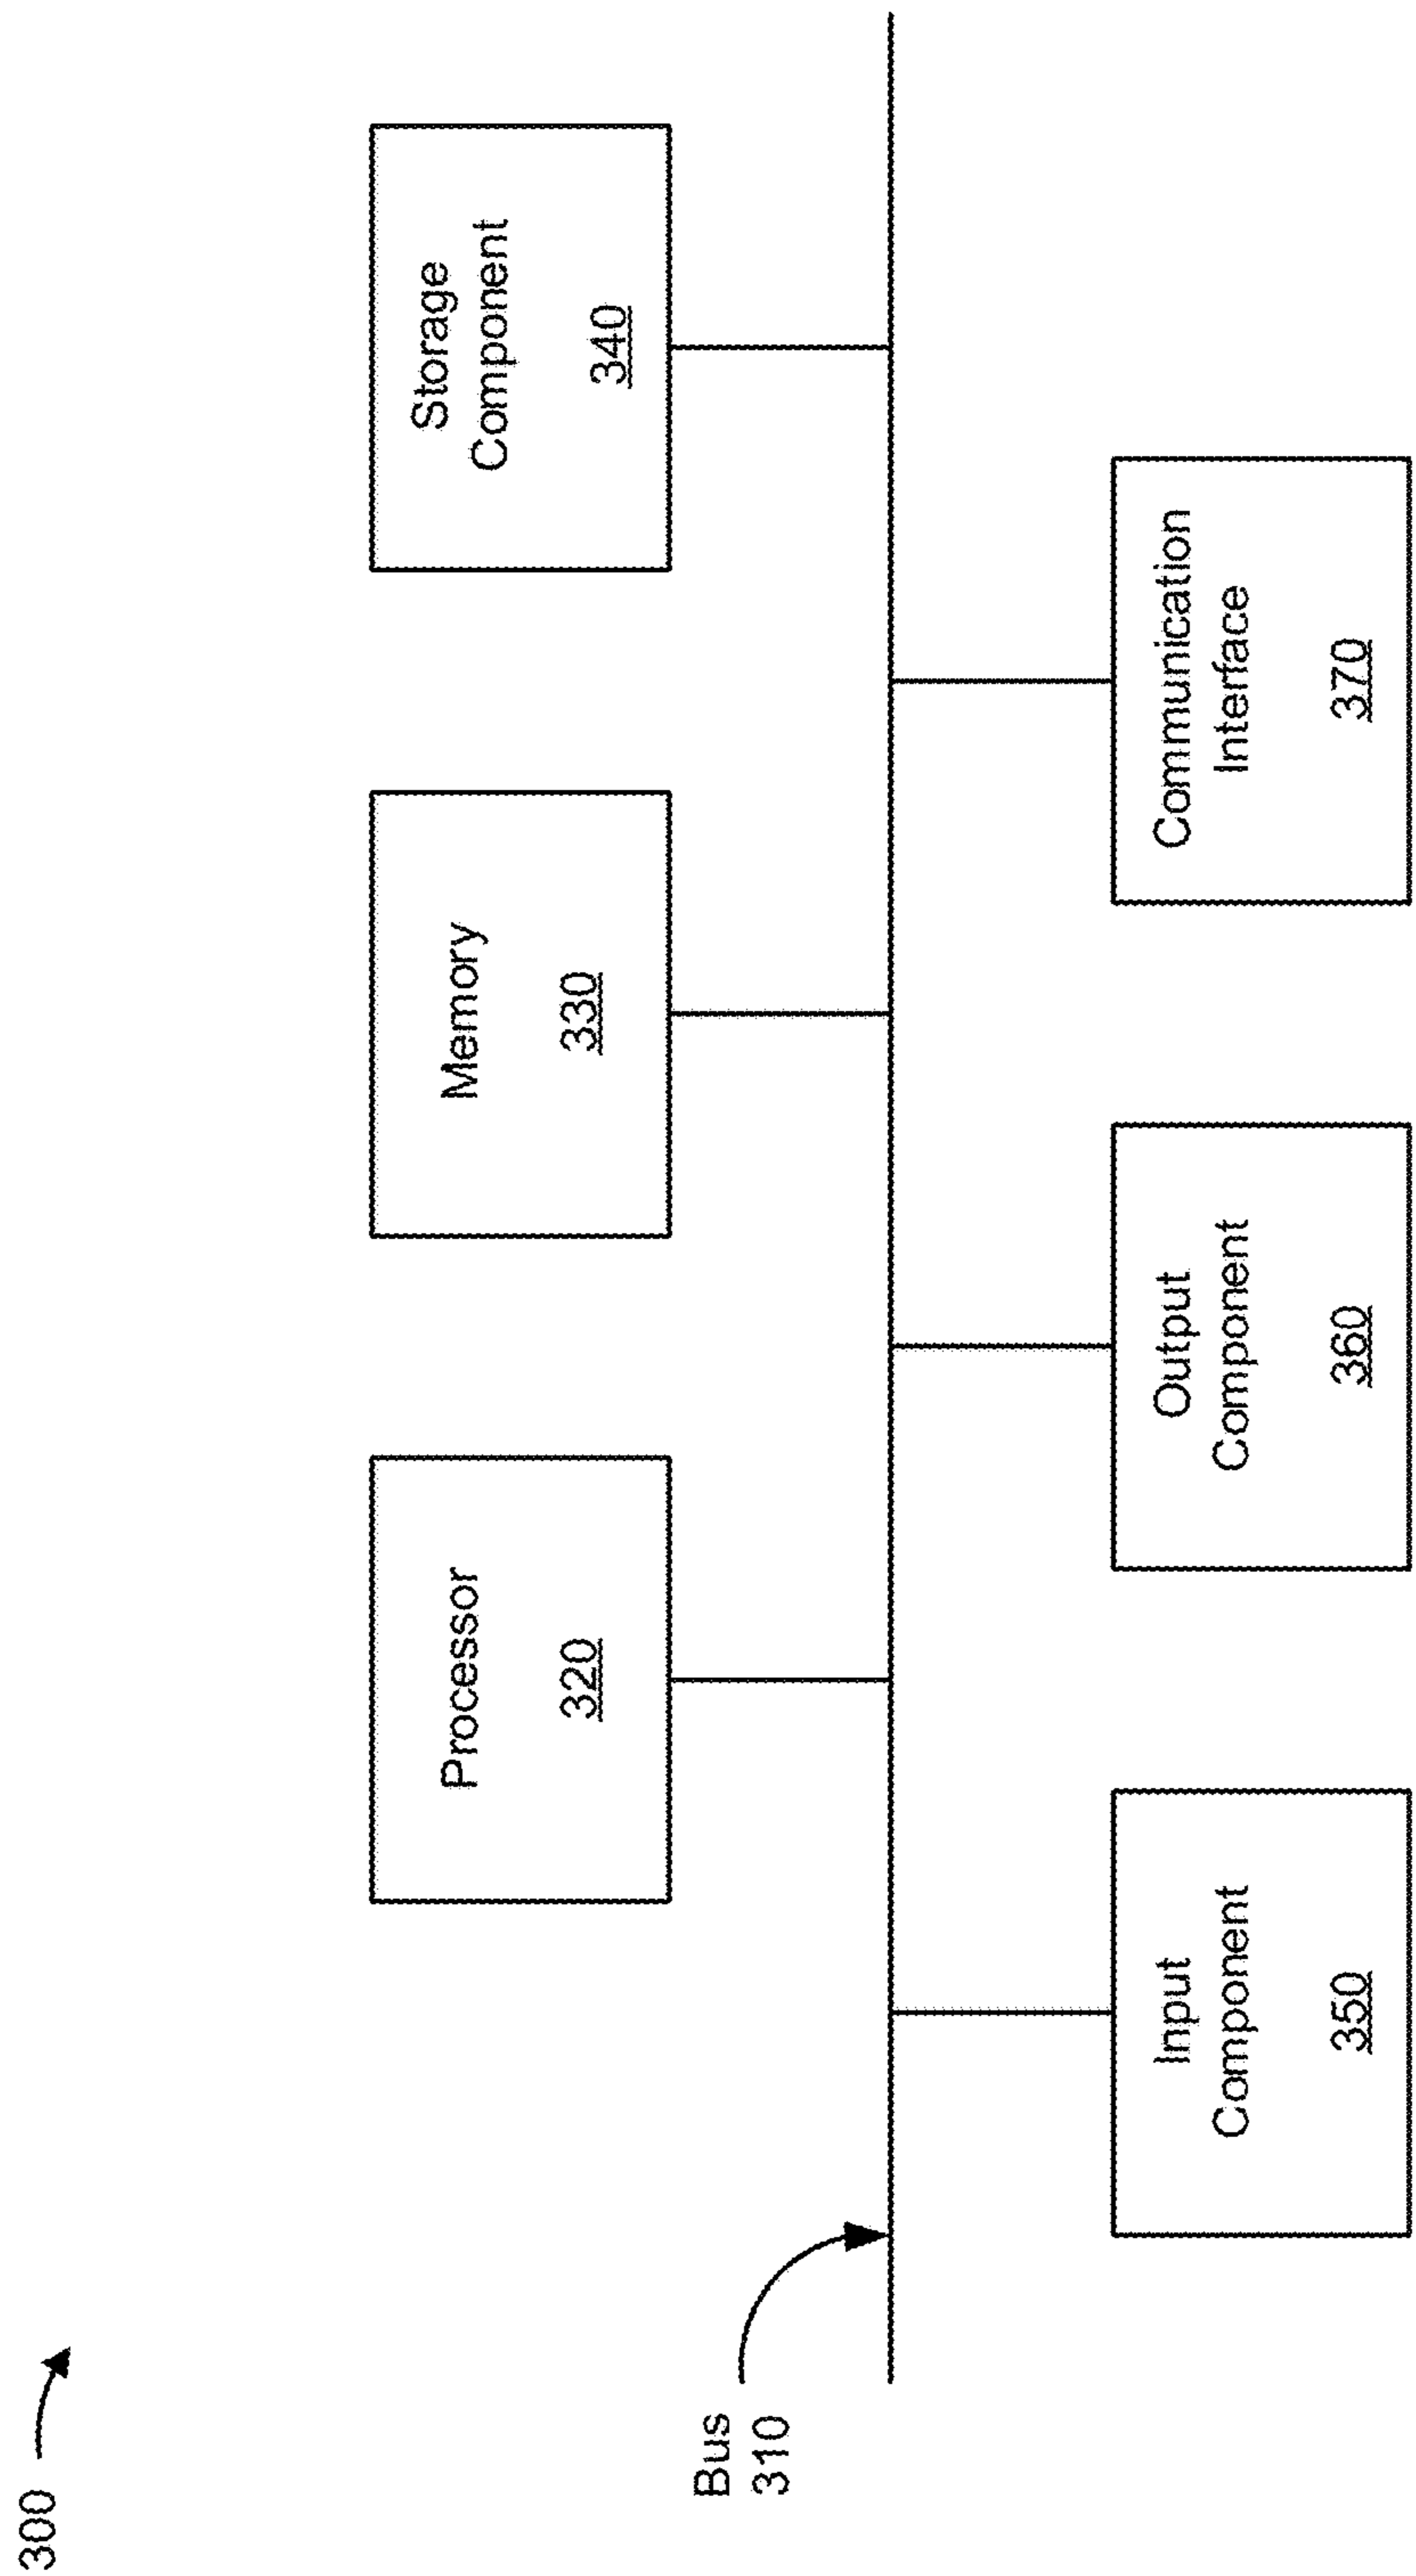 300
Bus
310
Processor
320
Memory
330
Storage
Component
340
Input
Component
350
Output
Component
360
Communication
Interface
370